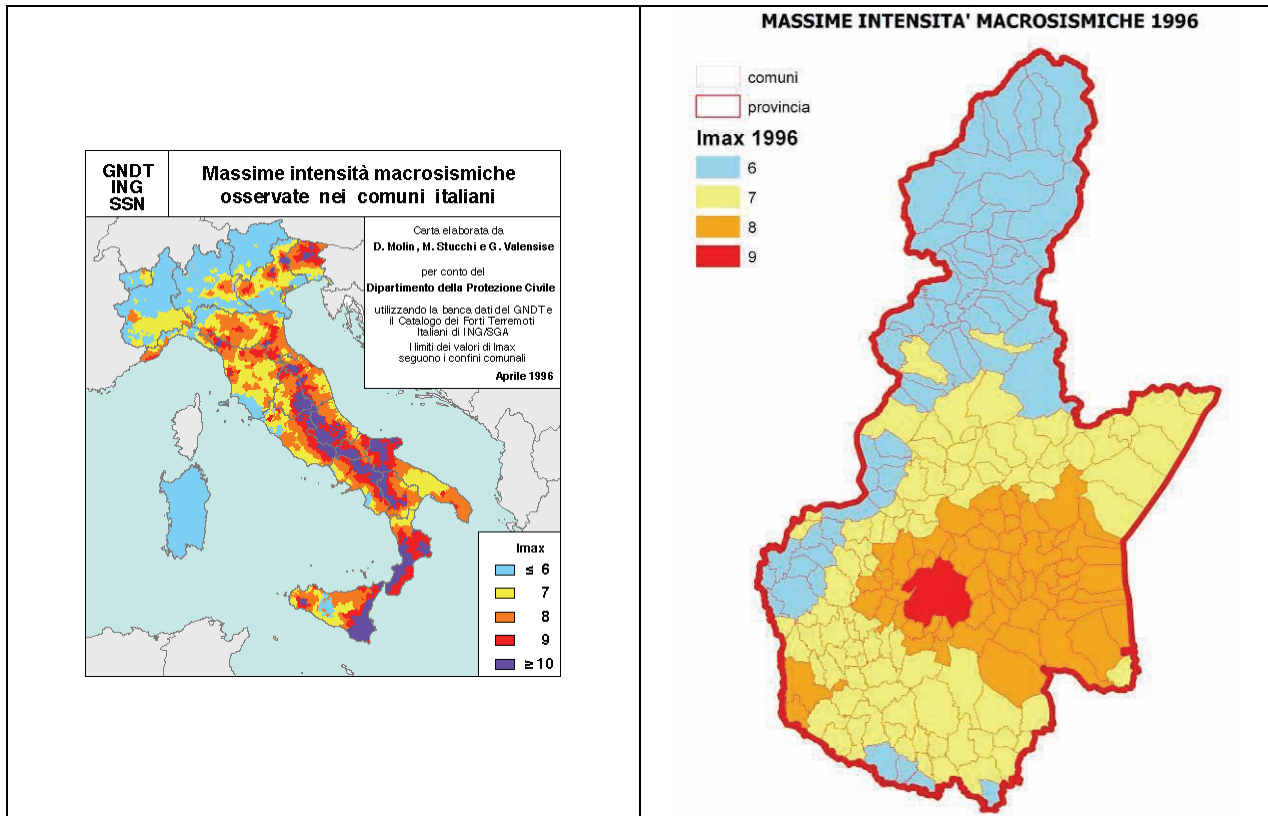 GNDT
ING
SSN
Massime intensità macrosismiche
osservate nei comuni italiani
Carta elaborata da
D. Molin, M. Stucchi e G. Valensise
per conto del
Dipartimento della Protezione Civile
utilizzando la banca dati del GNDT e
il Catalogo dei Forti Terremoti
Italiani di ING/SGA
I limiti dei valori di Imax
seguono i confini comunali
Aprile 1996
Imax
≤ 6
7
8
9
≥ 10
MASSIME INTENSITA' MACROSISMICHE 1996
comuni
provincia
Imax 1996
6
7
8
9